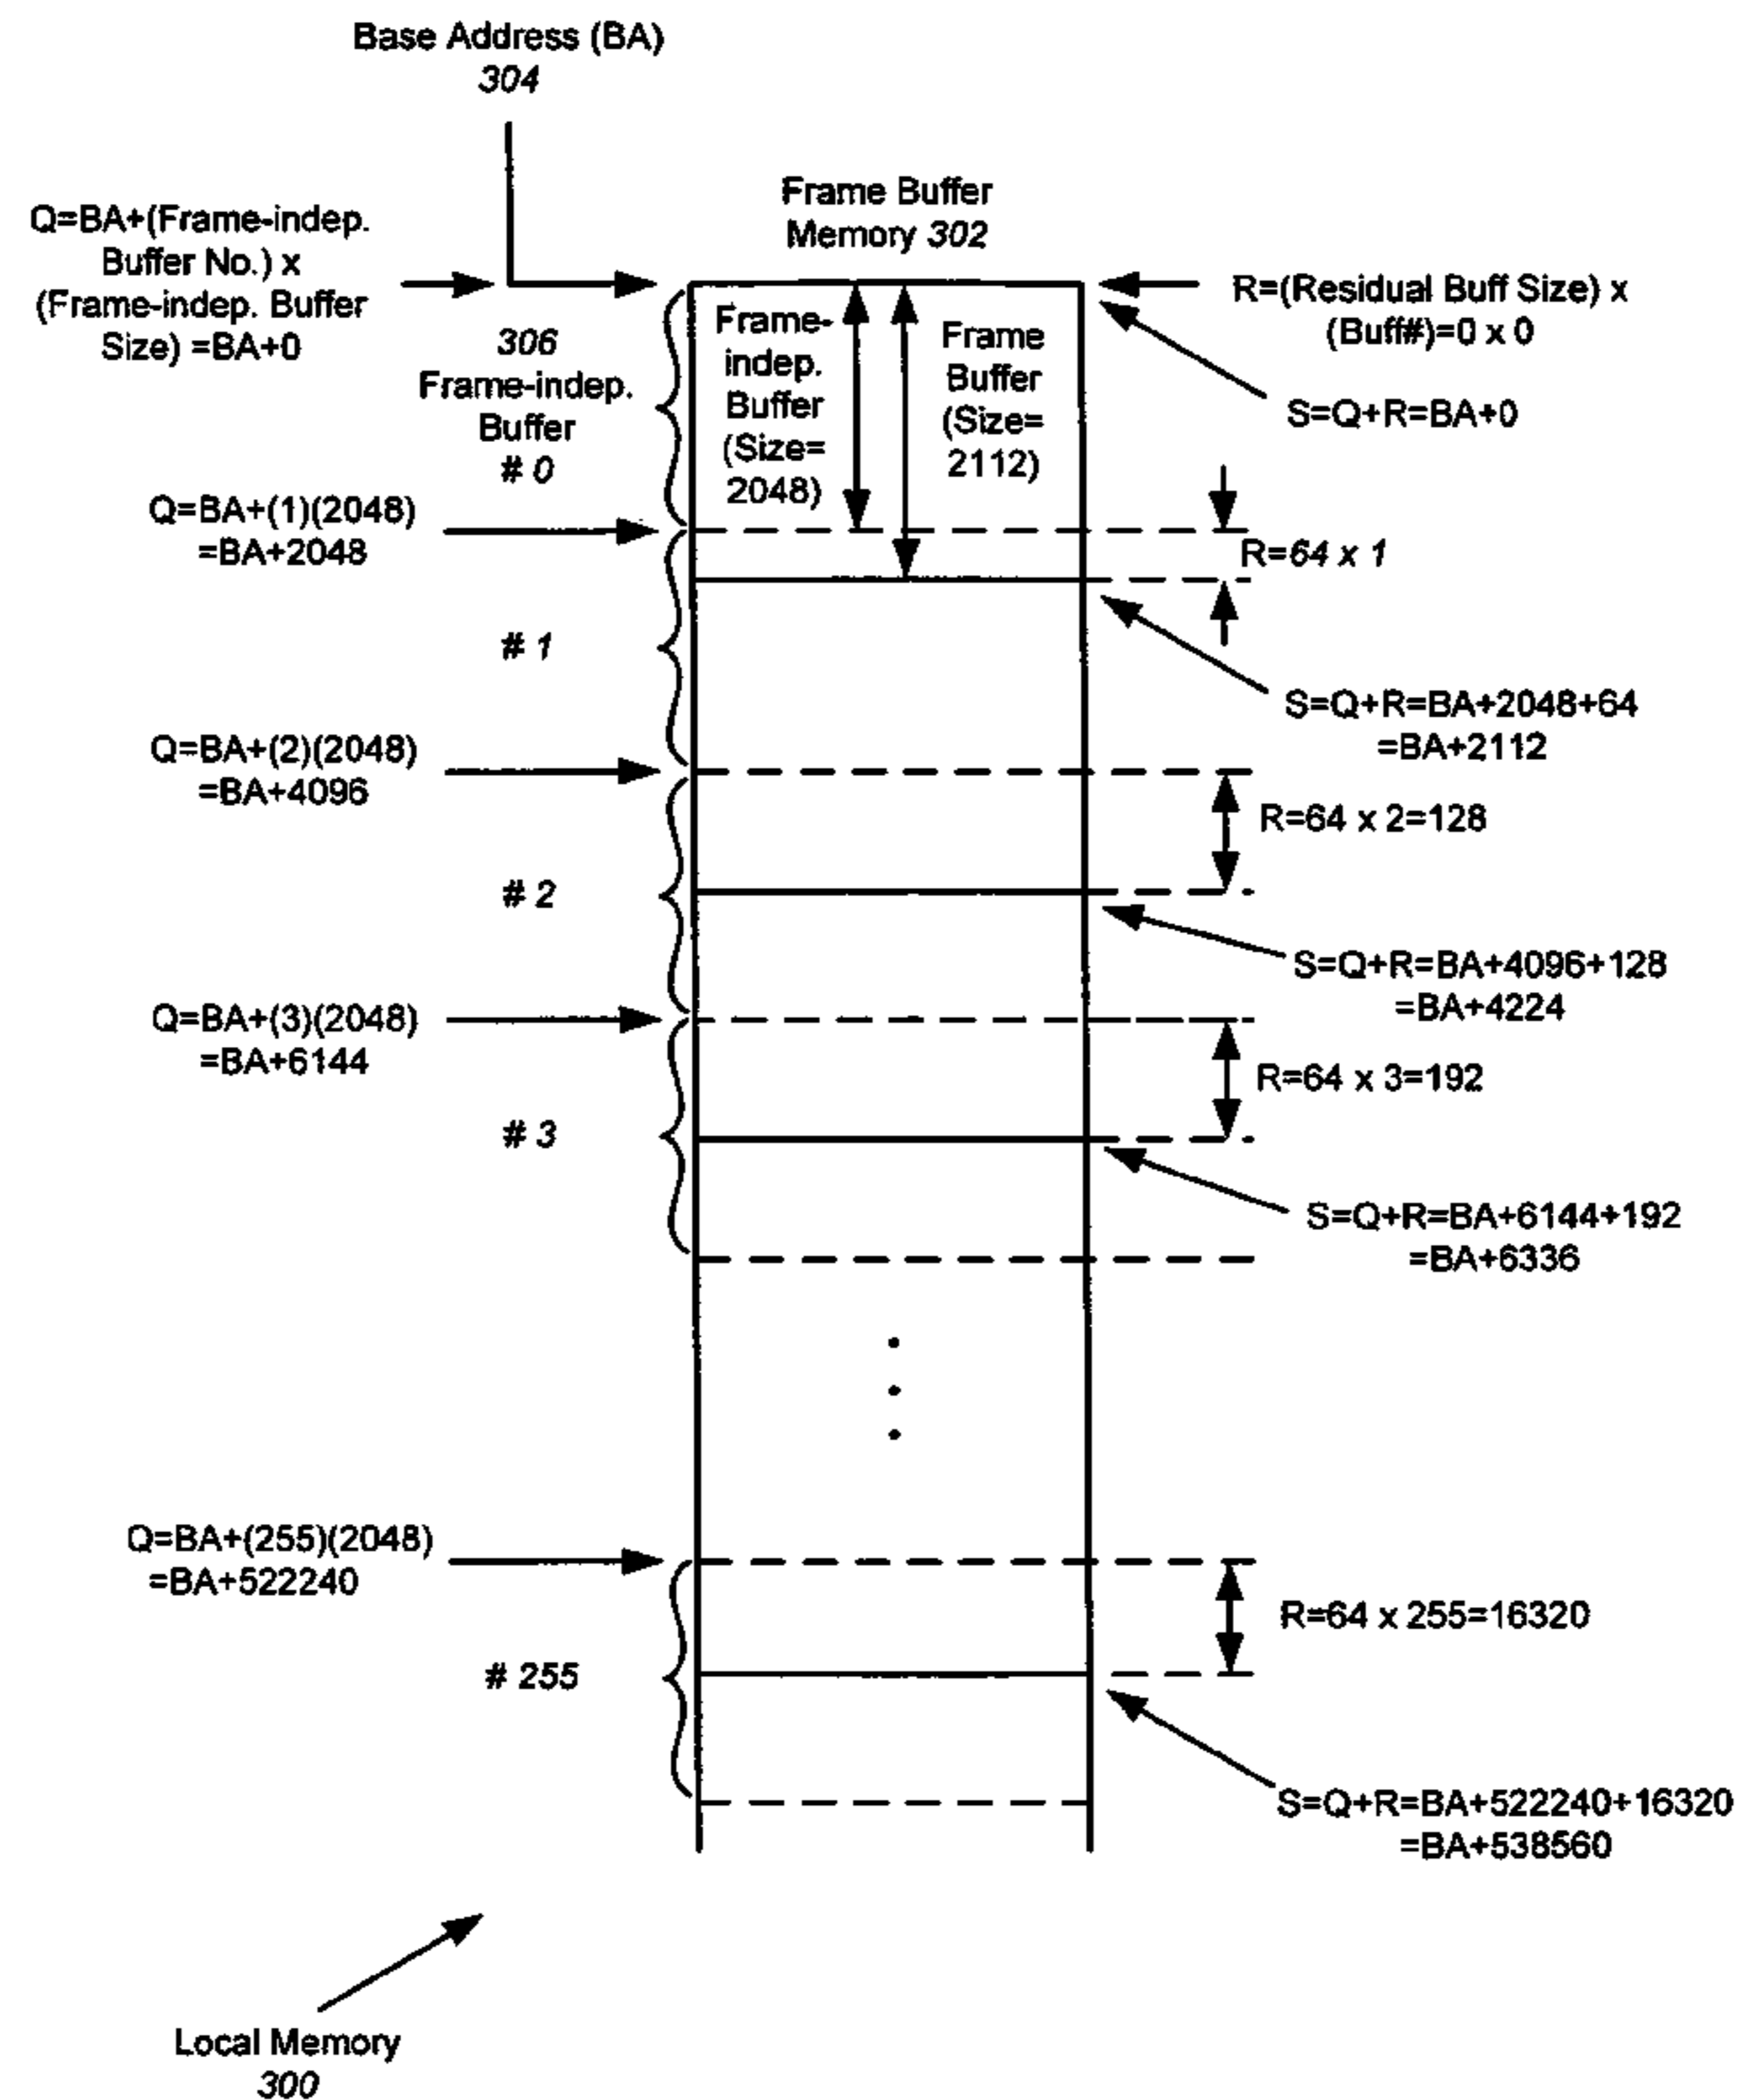 Base Address (BA)
304
Q=BA+(Frame-indep.
Buffer No.) x
(Frame-indep. Buffer
Size) =BA+0
Frame Buffer
Memory 302
R=(Residual Buff Size) x
(Buff#)=0 x 0
306
Frame-indep.
Buffer
# 0
Frame-
indep.
Buffer
(Size=
2048)
Frame
Buffer
(Size=
2112)
S=Q+R=BA+0
Q=BA+(1)(2048)
=BA+2048
R=64 x 1
# 1
S=Q+R=BA+2048+64
=BA+2112
Q=BA+(2)(2048)
=BA+4096
R=64 x 2=128
# 2
S=Q+R=BA+4096+128
=BA+4224
Q=BA+(3)(2048)
=BA+6144
R=64 x 3=192
# 3
S=Q+R=BA+6144+192
=BA+6336
Q=BA+(255)(2048)
=BA+522240
R=64 x 255=16320
# 255
S=Q+R=BA+522240+16320
=BA+538560
Local Memory
300